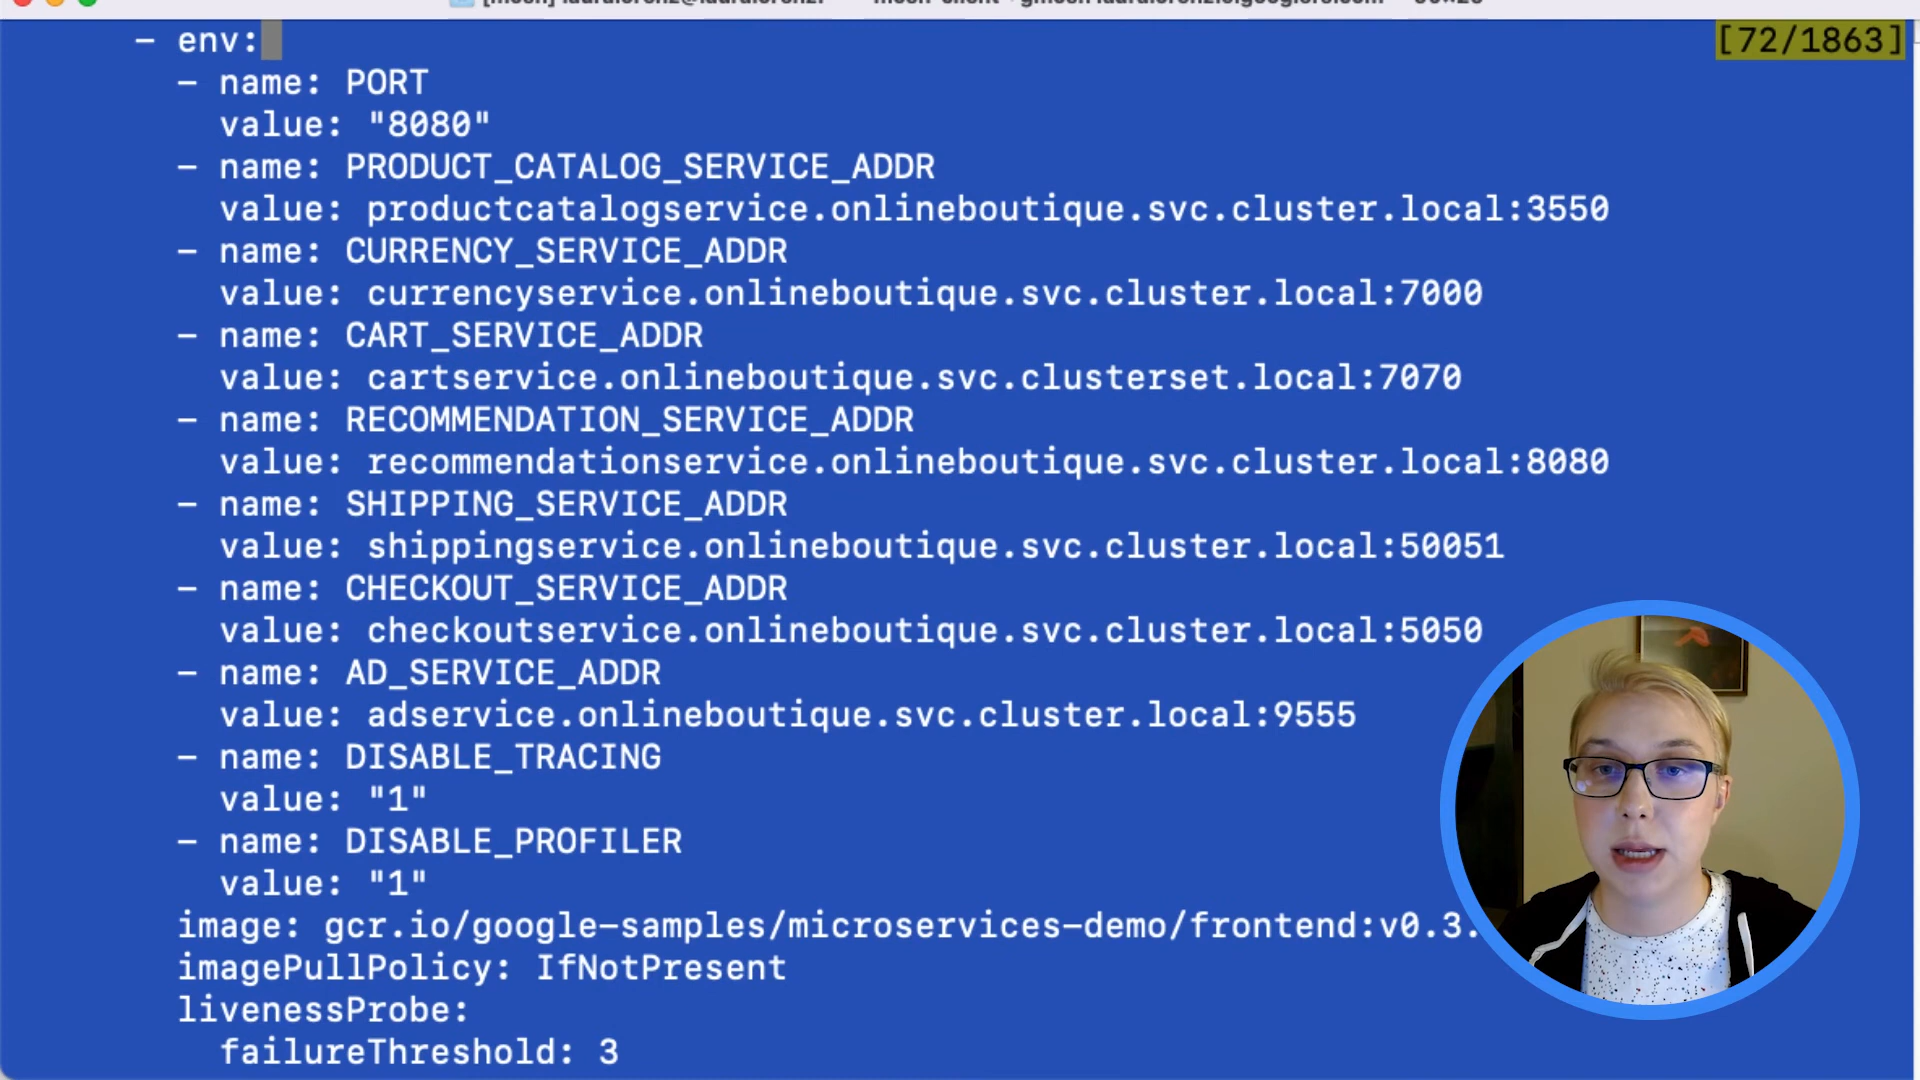 - env:
[72/1863]
- name: PORT
value: "8080"
- name: PRODUCT_CATALOG_SERVICE_ADDR
value: productcatalogservice.onlineboutique.svc.cluster.local:3550
- name: CURRENCY_SERVICE_ADDR
value: currencyservice.onlineboutique.svc.cluster.local:7000
- name: CART_SERVICE_ADDR
value: cartservice.onlineboutique.svc.clusterset.local:7070
- name: RECOMMENDATION_SERVICE_ADDR
value: recommendationservice.onlineboutique.svc.cluster.local:8080
- name: SHIPPING_SERVICE_ADDR
value: shippingservice.onlineboutique.svc.cluster.local:50051
- name: CHECKOUT_SERVICE_ADDR
value: checkoutservice.onlineboutique.svc.cluster.local:5050
- name: AD_SERVICE_ADDR
value: adservice.onlineboutique.svc.cluster.local:9555
- name: DISABLE_TRACING
value: "1"
- name: DISABLE_PROFILER
value: "1"
image: gcr.io/google-samples/microservices-demo/frontend:v0.3.
imagePullPolicy: IfNotPresent
livenessProbe:
failureThreshold: 3